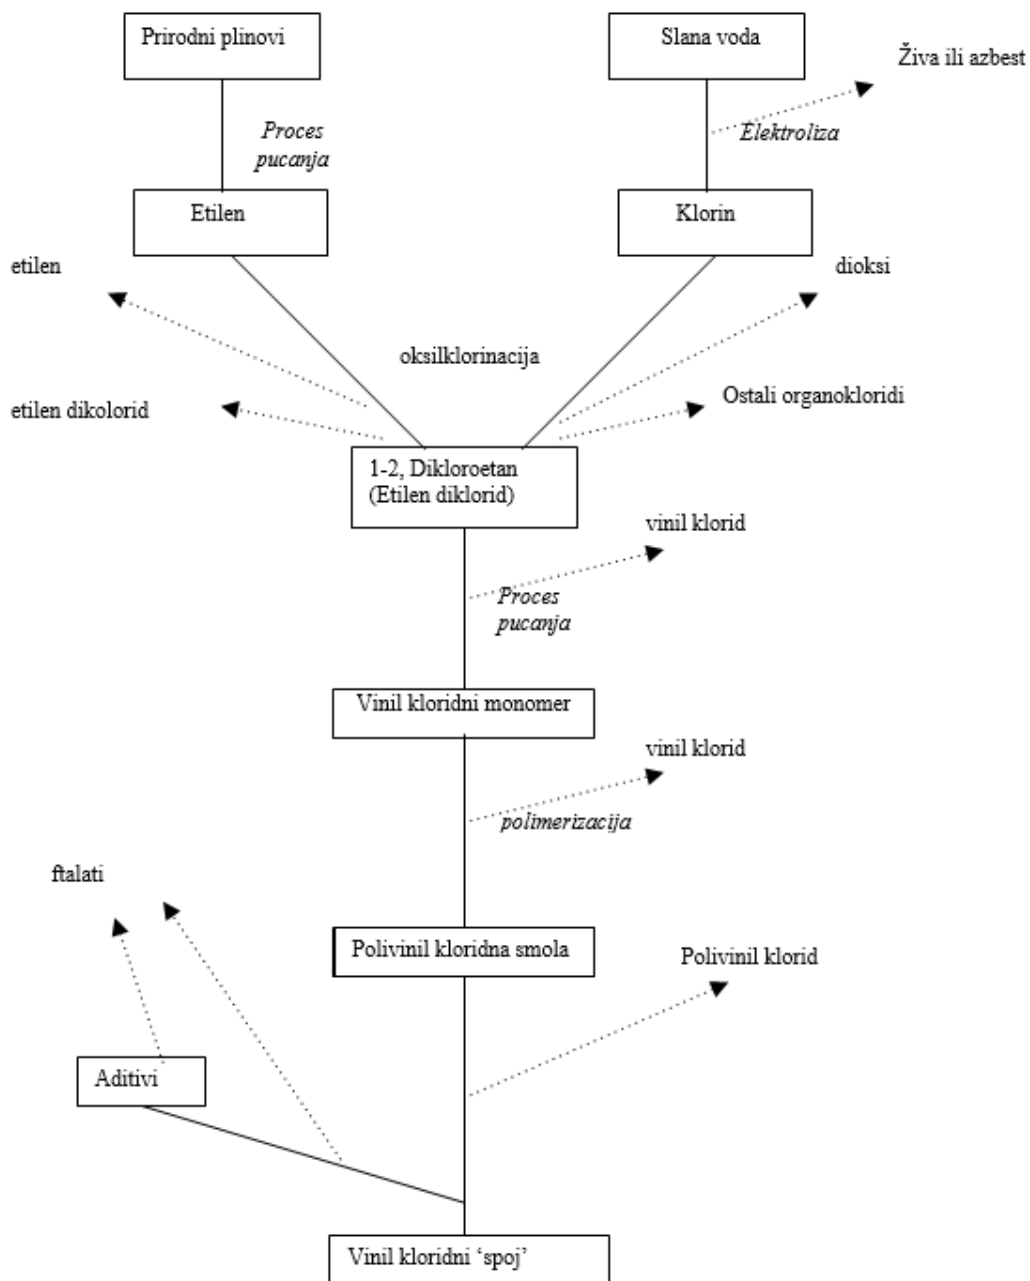 Prirodni plinovi
Slana voda
Živa ili azbest
Proces
pucanja
Elektroliza
Etilen
Klorin
etilen
dioksi
oksilklorinacija
etilen dikolorid
Ostali organokloridi
1-2, Dikloroetan
(Etilen diklorid)
vinil klorid
Proces
pucanja
Vinil kloridni monomer
vinil klorid
polimerizacija
ftalati
Polivinil kloridna smola
Polivinil klorid
Aditivi
Vinil kloridni ‘spoj’